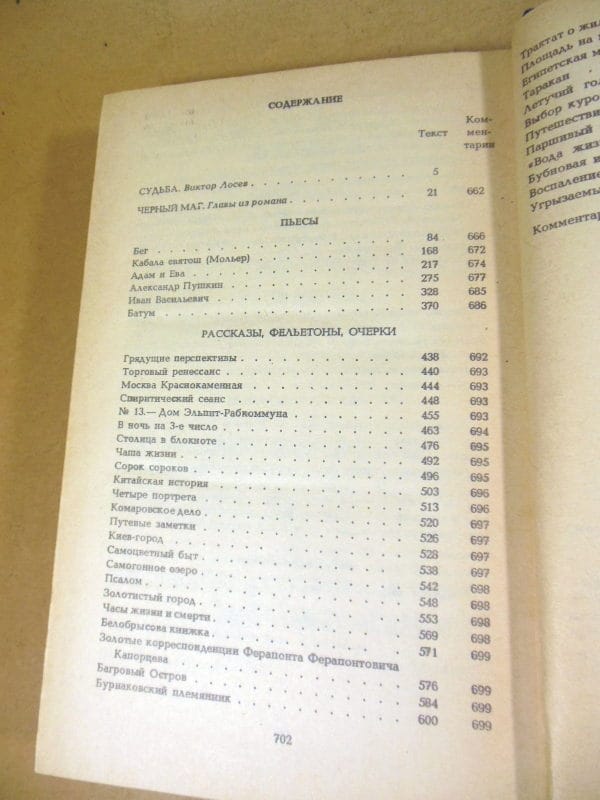 СОДЕРЖАНИЕ
Текст Ком-
мен-
тарии
СУДЬБА. Виктор Лосев . . . . . . . . . . 5
ЧЕРНЫЙ МАГ. Главы из романа . . . . . . . . 21 662
ПЬЕСЫ
Бег . . . . . . . . . . . . 84 666
Кабала святош (Мольер) . . . . . . . . 168 672
Адам и Ева . . . . . . . . . . 217 674
Александр Пушкин . . . . . . . . . 275 677
Иван Васильевич . . . . . . . . . 328 685
Батум . . . . . . . . . . . . 370 686
РАССКАЗЫ, ФЕЛЬЕТОНЫ, ОЧЕРКИ
Грядущие перспективы . . . . . . . . . 438 692
Торговый ренессанс . . . . . . . . . 440 693
Москва Краснокаменная . . . . . . . . 444 693
Спиритический сеанс . . . . . . . . . 448 693
№ 13.— Дом Эльпит-Рабкоммуна . . . . . . 455 693
В ночь на 3-е число . . . . . . . . . 463 694
Столица в блокноте . . . . . . . . . 476 695
Чаша жизни . . . . . . . . . . 492 695
Сорок сороков . . . . . . . . . . 496 695
Китайская история . . . . . . . . . 503 696
Четыре портрета . . . . . . . . . 513 696
Комаровское дело . . . . . . . . . 520 697
Путевые заметки . . . . . . . . . 526 697
Киев-город . . . . . . . . . . 528 697
Самоцветный быт . . . . . . . . . 538 697
Самогонное озеро . . . . . . . . . 542 698
Псалом . . . . . . . . . . . 548 698
Золотистый город . . . . . . . . . 553 698
Часы жизни и смерти . . . . . . . . . 569 698
Белобрысова книжка . . . . . . . . . 571 699
Золотые корреспонденции Ферапонта Ферапонтовича
Капорцева . . . . . . . . . . 576 699
Багровый Остров . . . . . . . . . 584 699
Бурнаковский племянник . . . . . . . . 600 699
702
Трактат о жил
Площадь на
Египетская м
Таракан .
Летучий гол
Выбор куро
Путешестви
Паршивый
«Вода жиз
Бубновая и
Воспаление
Угрызаемы
Комментар